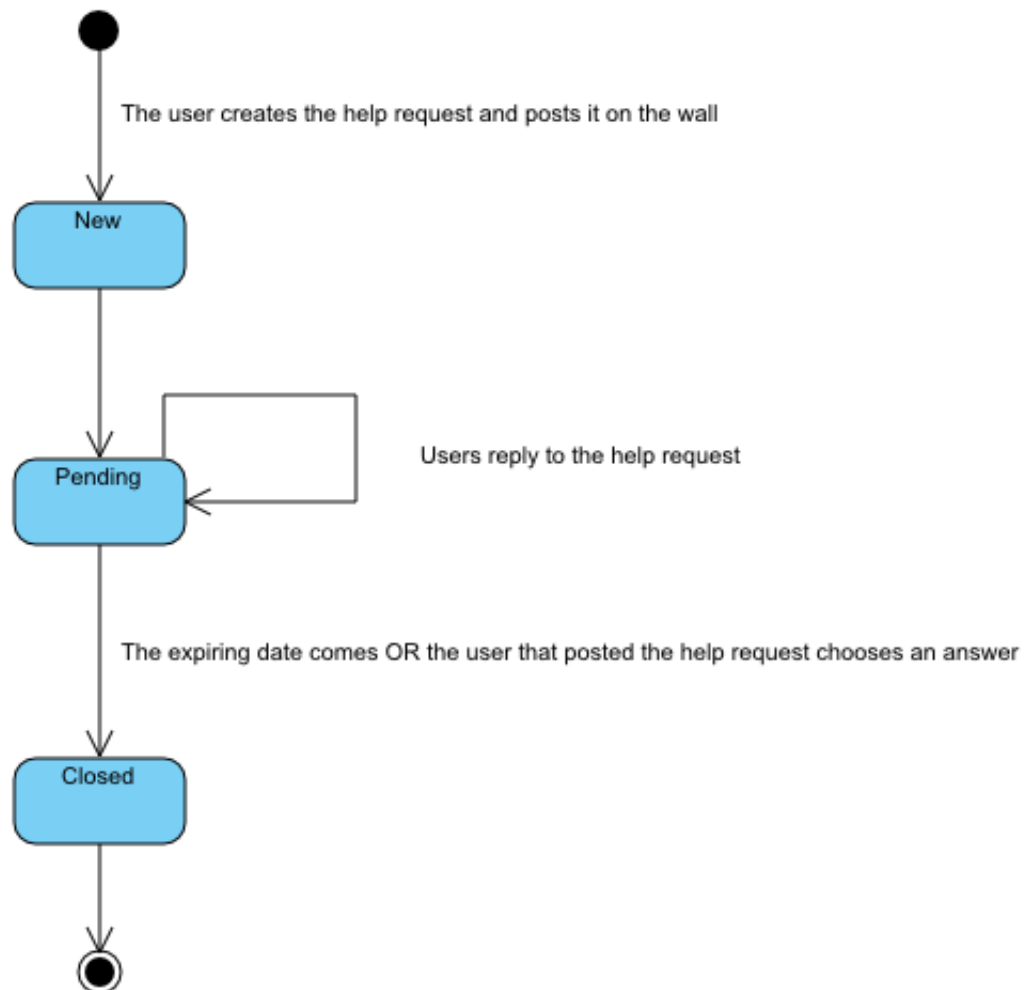 The user creates the help request and posts it on the wall
New
Pending
Users reply to the help request
The expiring date comes OR the user that posted the help request chooses an answer
Closed